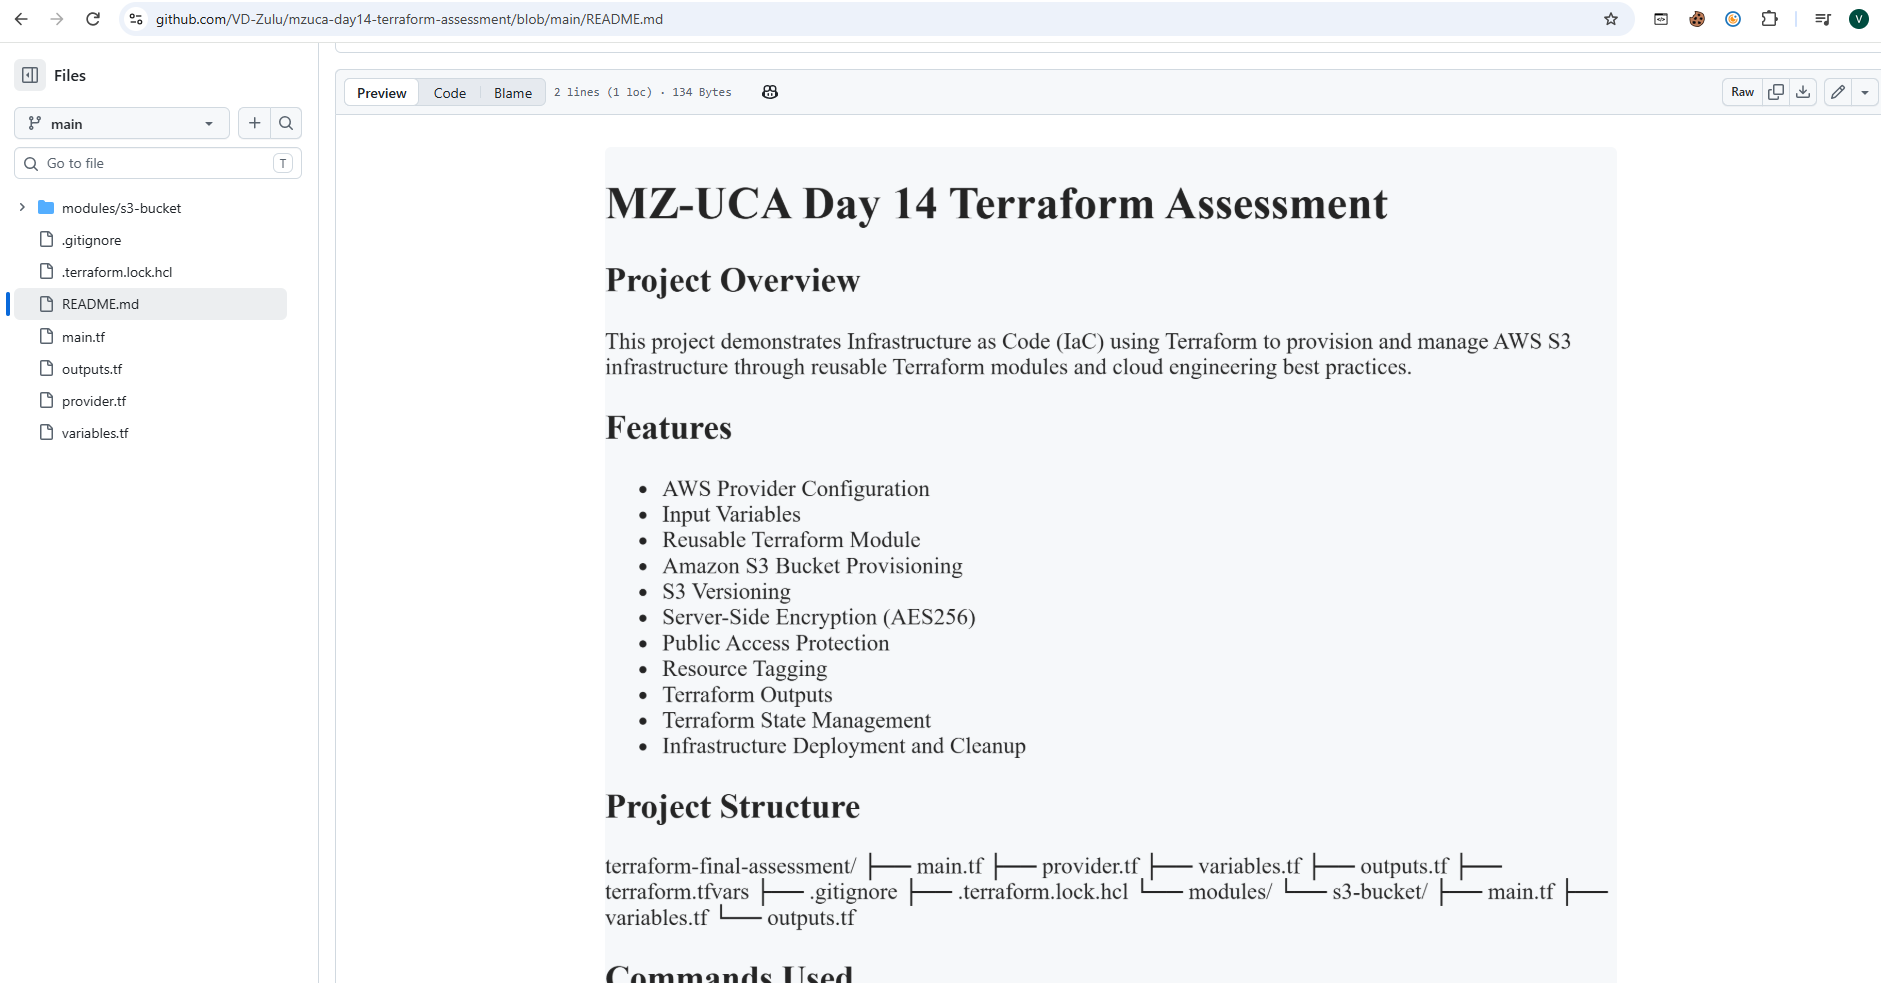 github.com/VD-Zulu/mzuca-day14-terraform-assessment/blob/main/README.md
V
Files
main
Go to file
T
modules/s3-bucket
.gitignore
.terraform.lock.hcl
README.md
main.tf
outputs.tf
provider.tf
variables.tf
Preview Code Blame 2 lines (1 loc) · 134 Bytes
Raw
MZ-UCA Day 14 Terraform Assessment
Project Overview
This project demonstrates Infrastructure as Code (IaC) using Terraform to provision and manage AWS S3
infrastructure through reusable Terraform modules and cloud engineering best practices.
Features
• AWS Provider Configuration
• Input Variables
• Reusable Terraform Module
• Amazon S3 Bucket Provisioning
• S3 Versioning
• Server-Side Encryption (AES256)
• Public Access Protection
• Resource Tagging
• Terraform Outputs
• Terraform State Management
• Infrastructure Deployment and Cleanup
Project Structure
terraform-final-assessment/ ├── main.tf ├── provider.tf ├── variables.tf ├── outputs.tf ├──
terraform.tfvars ├── .gitignore ├── .terraform.lock.hcl └── modules/ └── s3-bucket/ ├── main.tf ├──
variables.tf └── outputs.tf
Commands Used